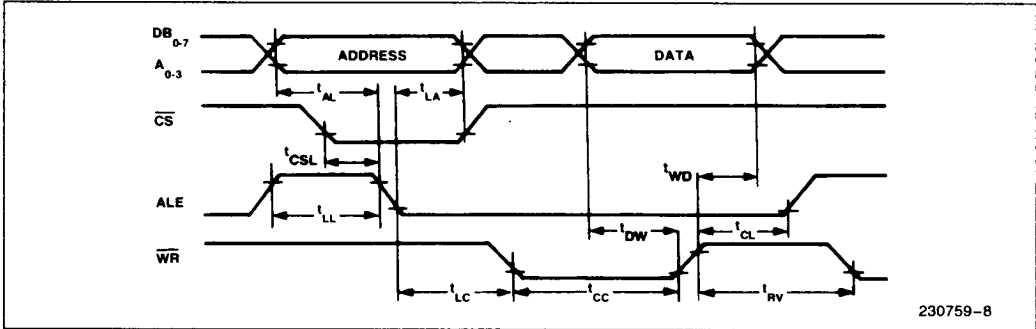 DB0-7
ADDRESS
DATA
A0-3
tAL
tLA
CS
tCSL
tWD
ALE
tLL
tDW
tCL
WR
tLC
tCC
tRV
230759-8